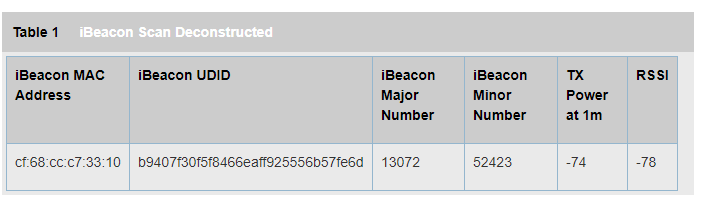 Table 1 iBeacon Scan Deconstructed
iBeacon MAC Address
iBeacon UDID
iBeacon Major Number
iBeacon Minor Number
TX Power at 1m
RSSI
cf:68:cc:c7:33:10
b9407f30f5f8466eaff925556b57fe6d
13072
52423
-74
-78